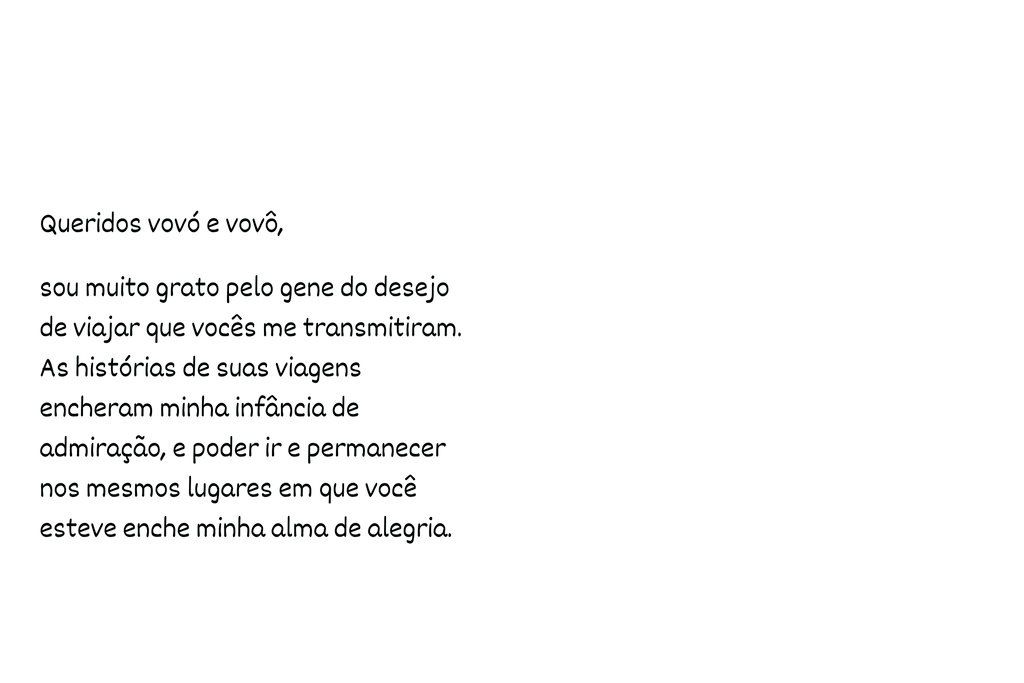 Queridos vovó e vovô,
sou muito grato pelo gene do desejo
de viajar que vocês me transmitiram.
As histórias de suas viagens
encheram minha infância de
admiração, e poder ir e permanecer
nos mesmos lugares em que você
esteve enche minha alma de alegria.